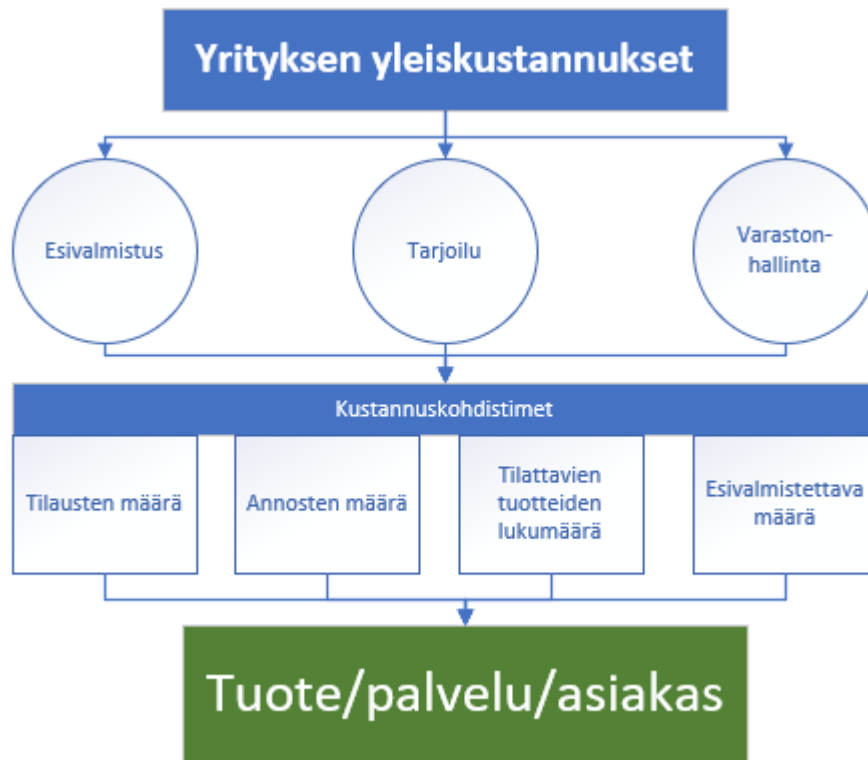 Yrityksen yleiskustannukset
Esivalmistus
Tarjoilu
Varaston-
hallinta
Kustannuskohdistimet
Tilausten määrä
Annosten määrä
Tilattavien
tuotteiden
lukumäärä
Esivalmistettava
määrä
Tuote/palvelu/asiakas